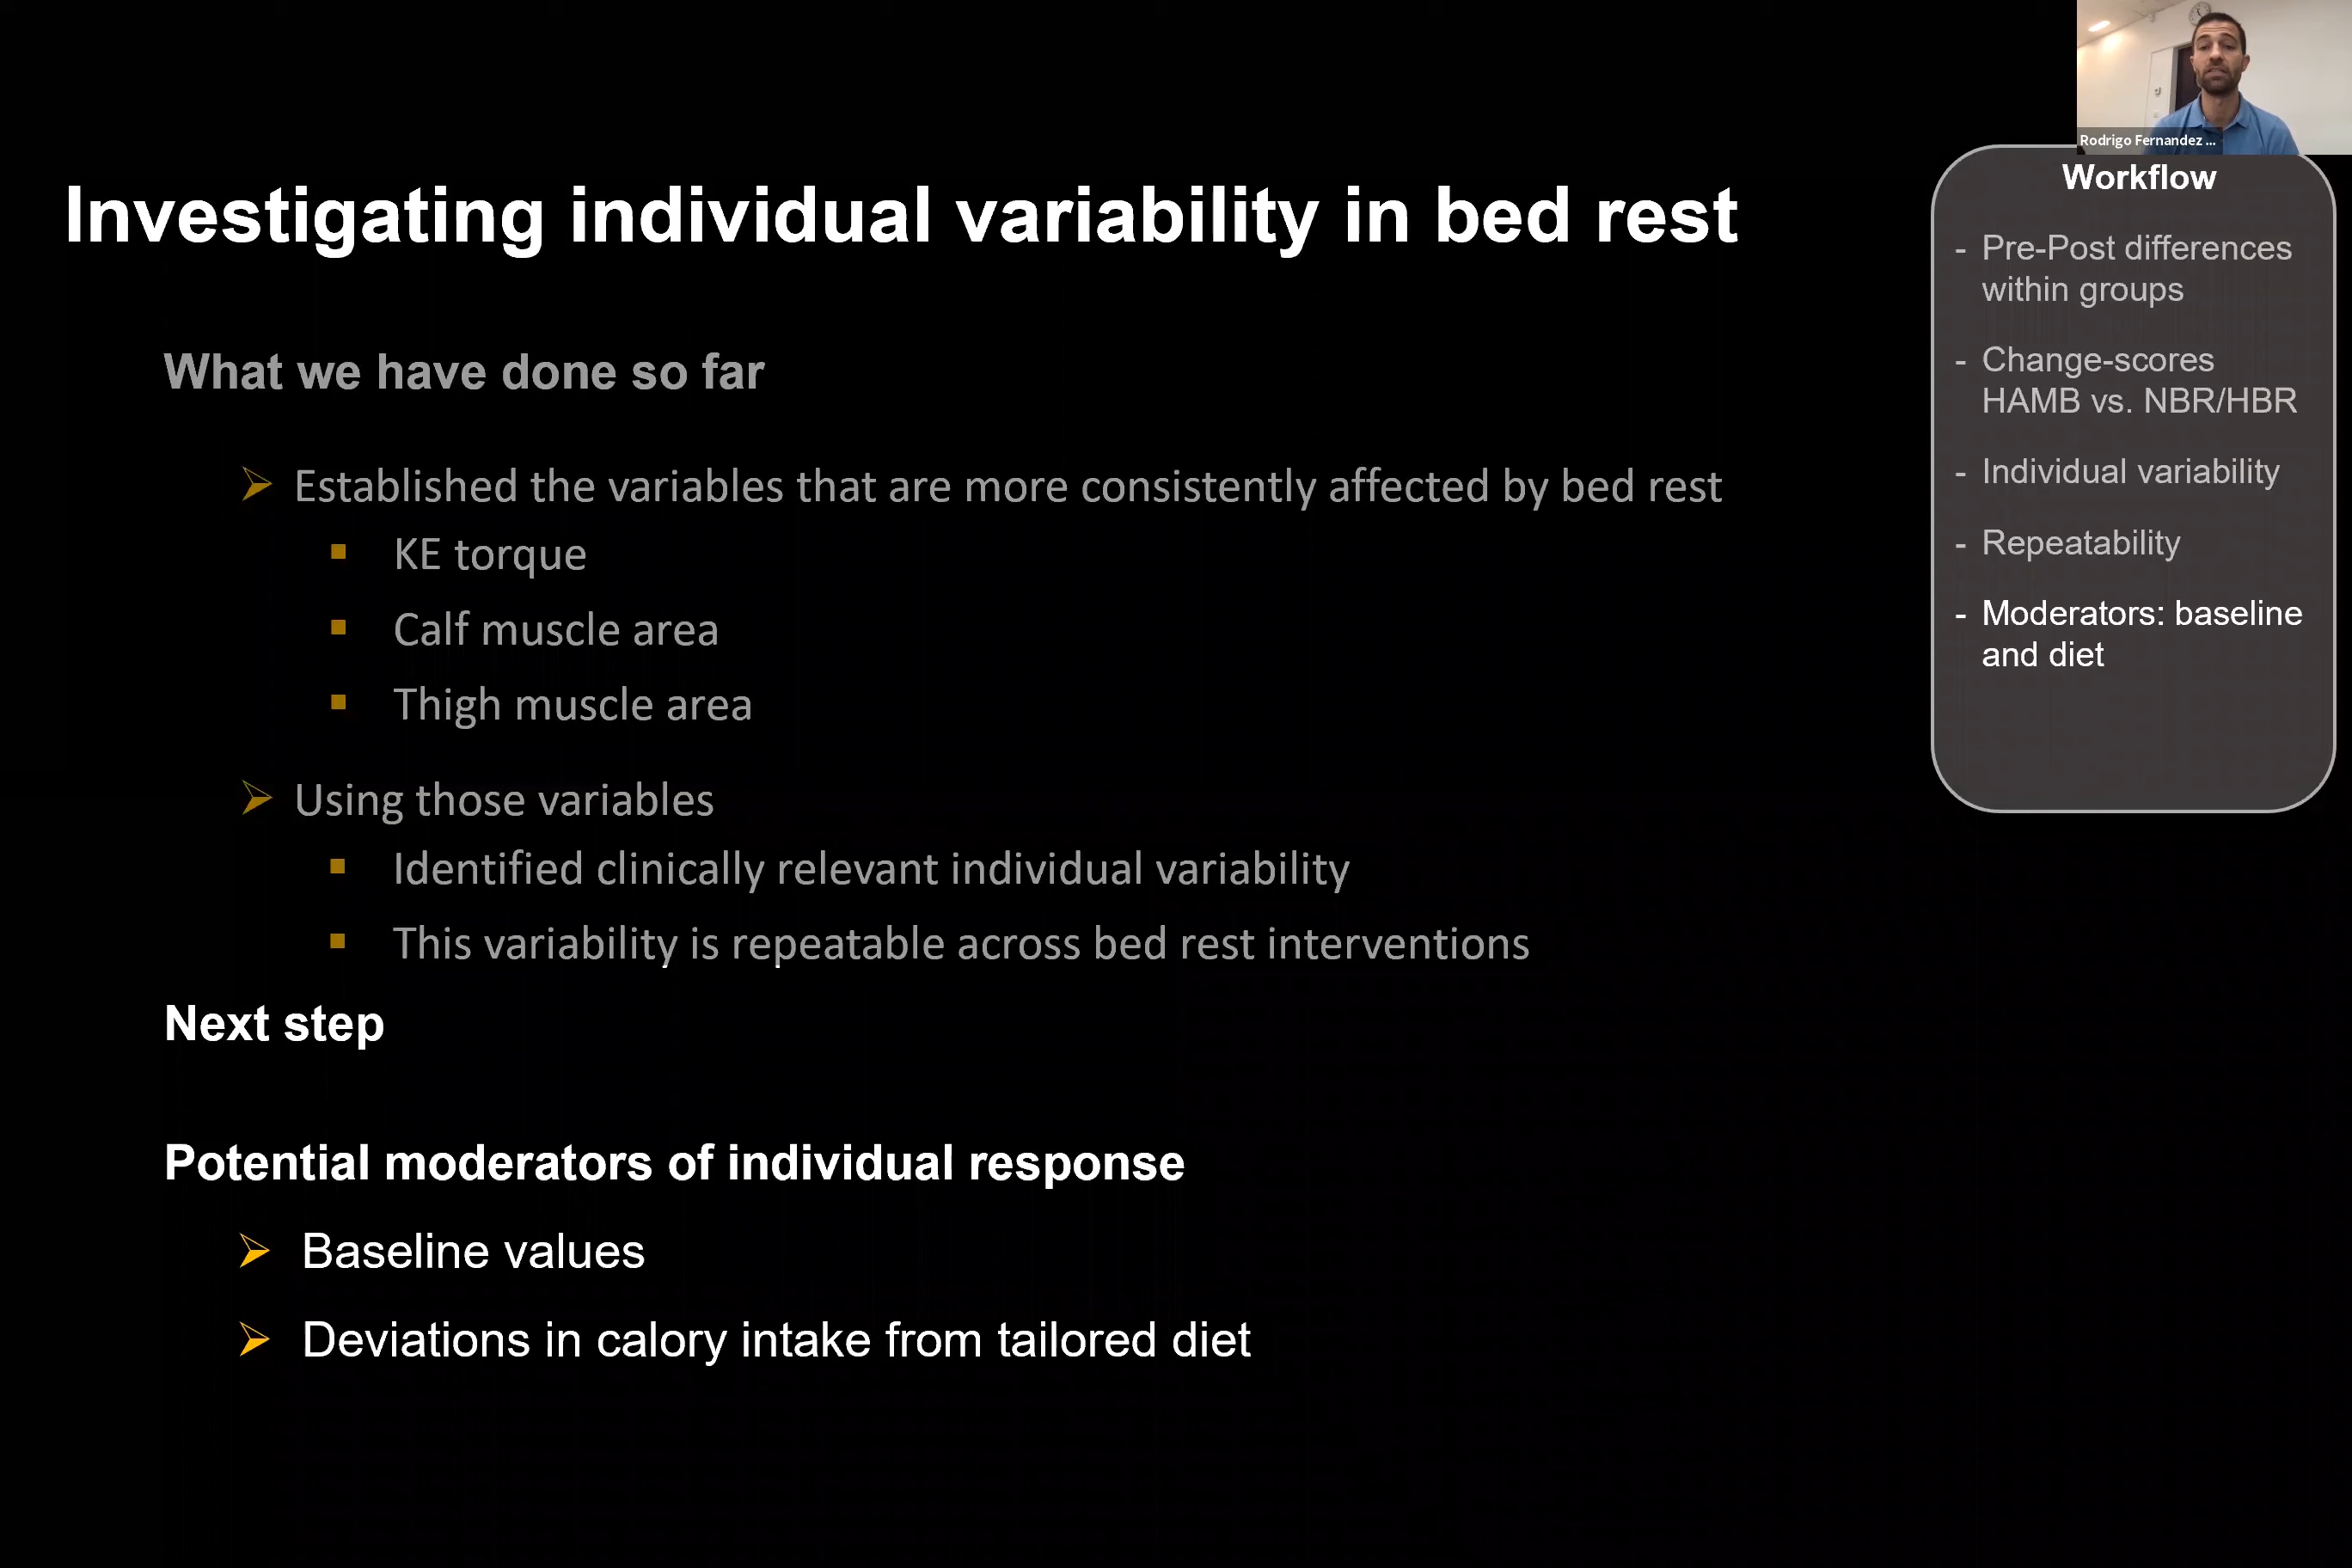 Rodrigo Fernandez ...
Investigating individual variability in bed rest
What we have done so far
Established the variables that are more consistently affected by bed rest
KE torque
Calf muscle area
Thigh muscle area
Using those variables
Identified clinically relevant individual variability
This variability is repeatable across bed rest interventions
Next step
Potential moderators of individual response
Baseline values
Deviations in calory intake from tailored diet
Workflow
- Pre-Post differences
within groups
- Change-scores
HAMB vs. NBR/HBR
- Individual variability
- Repeatability
- Moderators: baseline
and diet